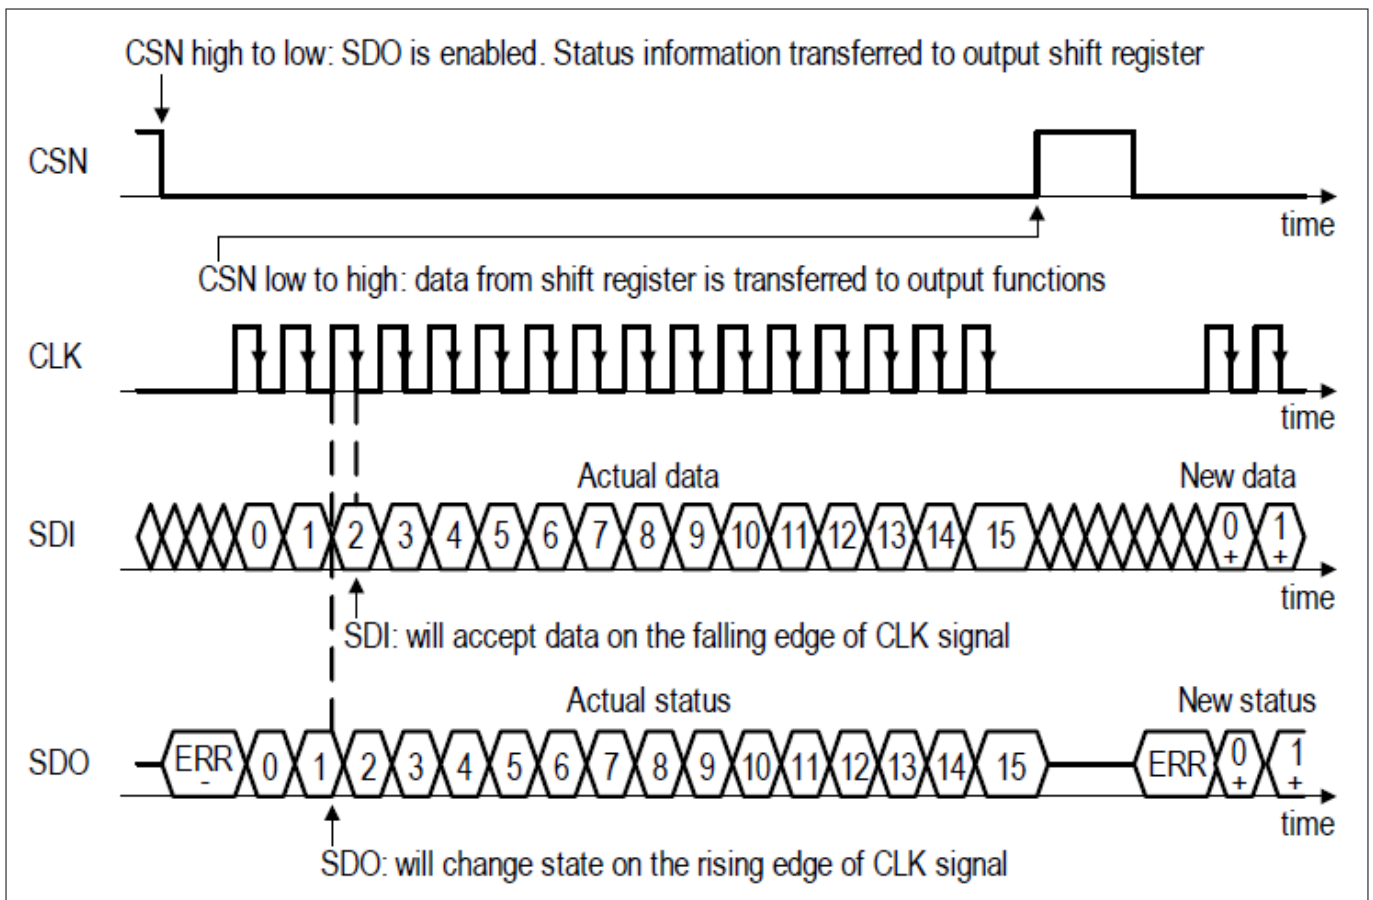 CSN high to low: SDO is enabled. Status information transferred to output shift register
CSN
time
CSN low to high: data from shift register is transferred to output functions
CLK
time
Actual data
New data
SDI
0 1 2 3 4 5 6 7 8 9 10 11 12 13 14 15 0 1
+ +
time
SDI: will accept data on the falling edge of CLK signal
Actual status
New status
SDO
ERR 0 1 2 3 4 5 6 7 8 9 10 11 12 13 14 15 ERR 0 1
- + +
time
SDO: will change state on the rising edge of CLK signal